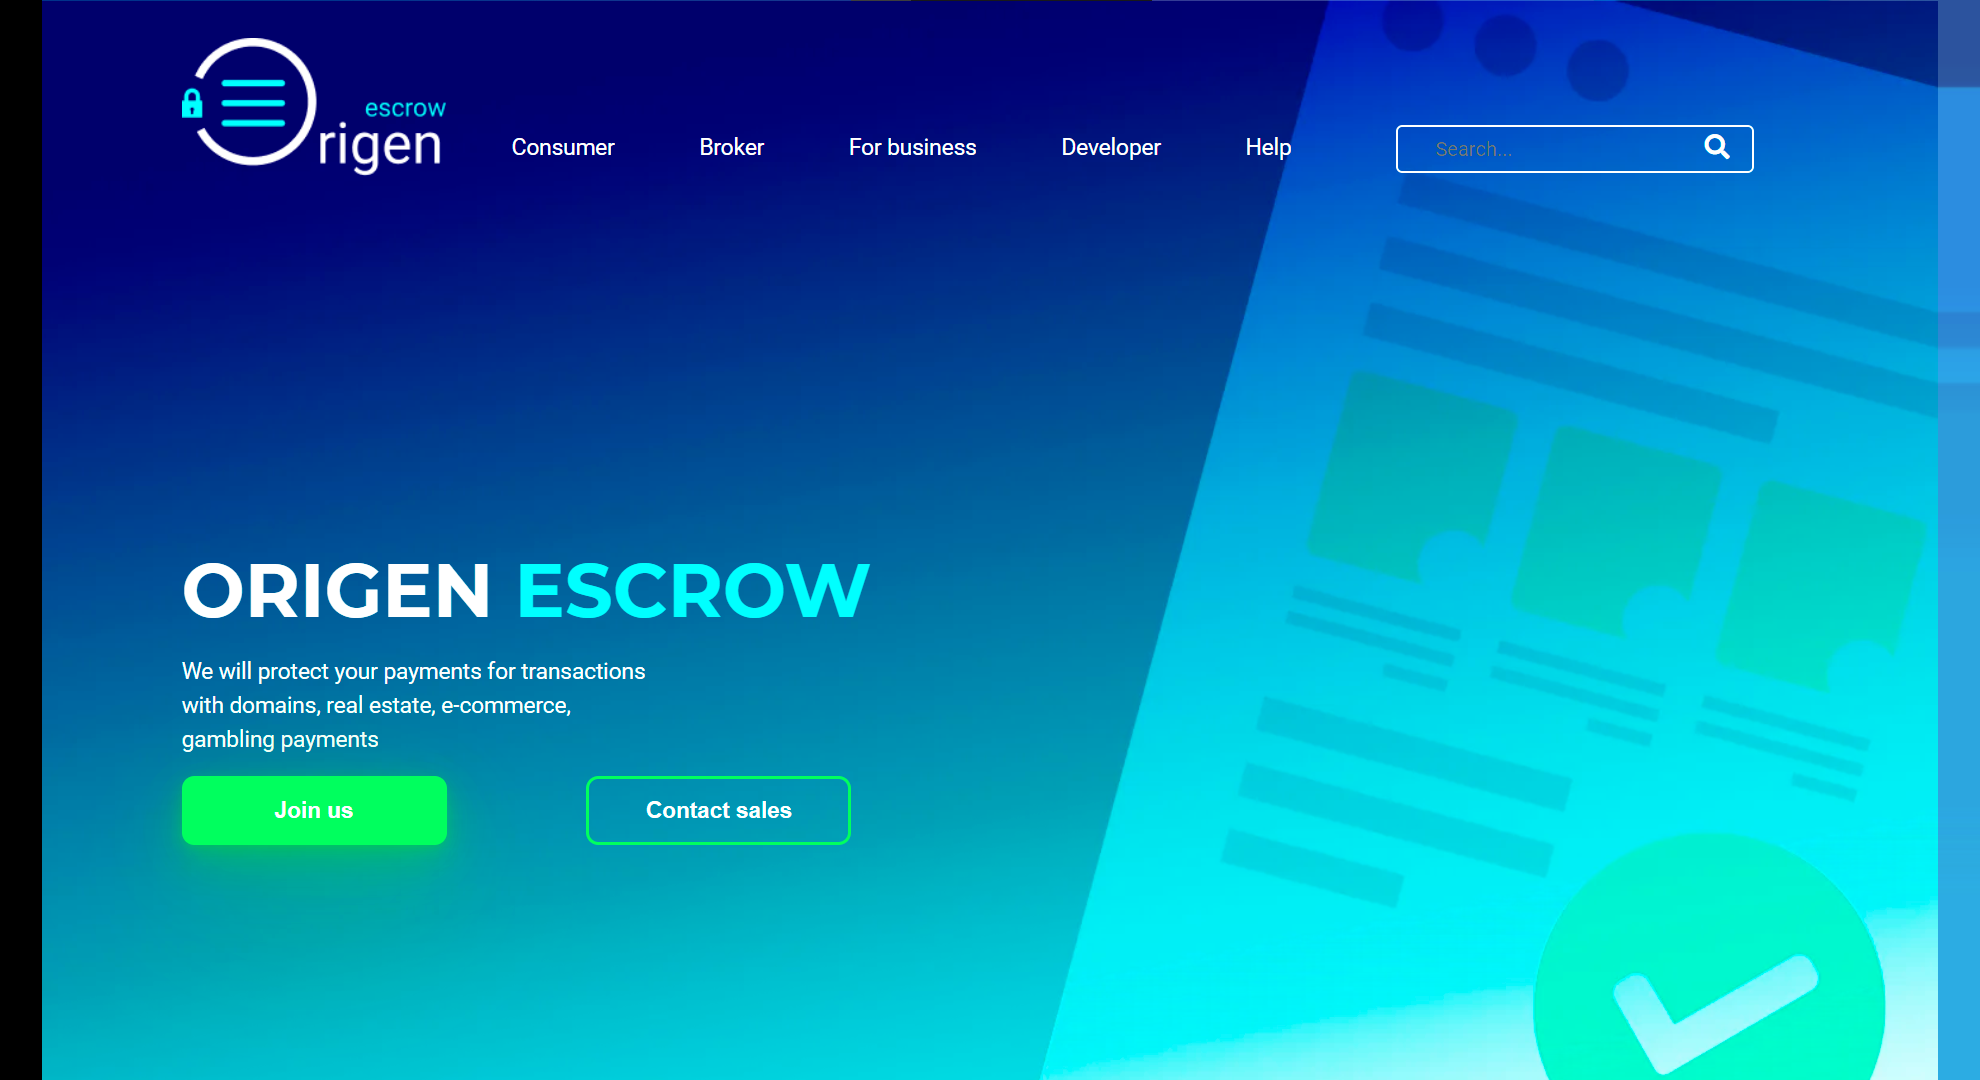 escrow
rigen
Consumer Broker For business Developer Help Search...
ORIGEN ESCROW
We will protect your payments for transactions
with domains, real estate, e-commerce,
gambling payments
Join us Contact sales